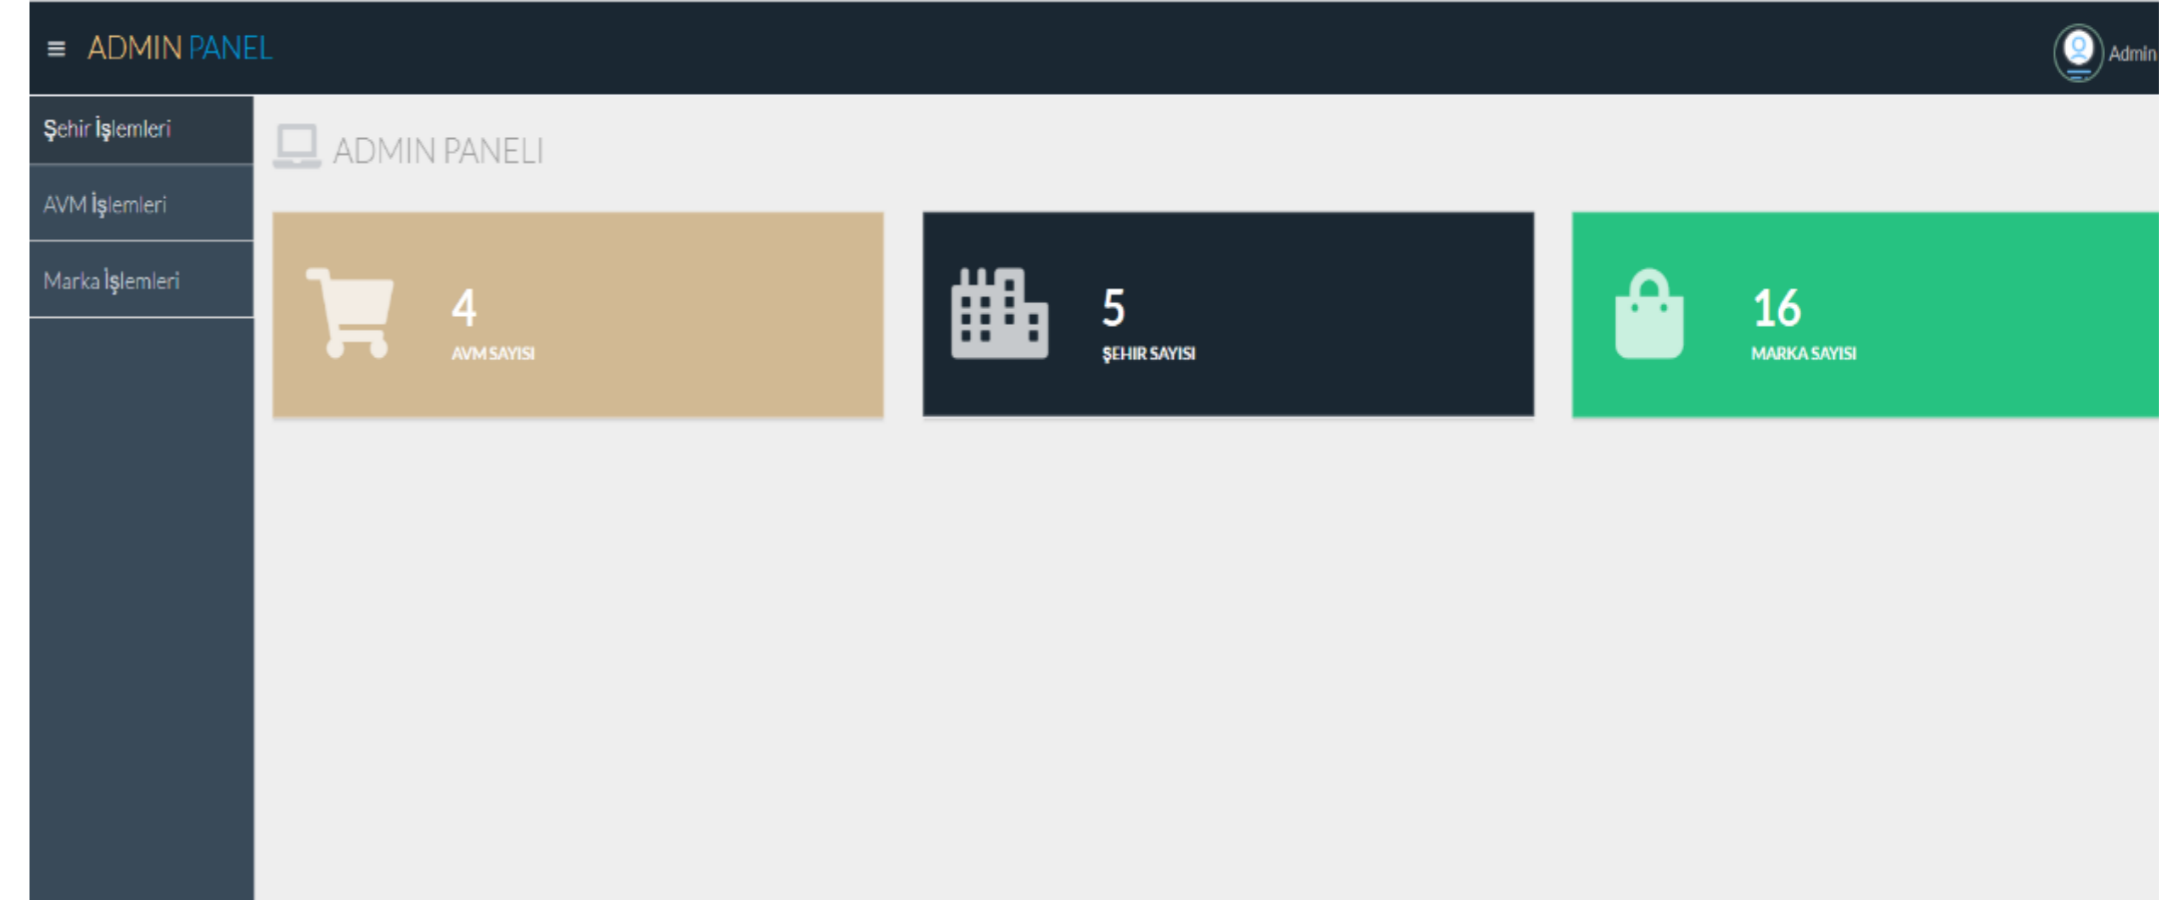 ADMIN PANEL
Admin
Şehir İşlemleri
AVM İşlemleri
Marka İşlemleri
ADMIN PANELI
4
AVM SAYISI
5
ŞEHIR SAYISI
16
MARKA SAYISI